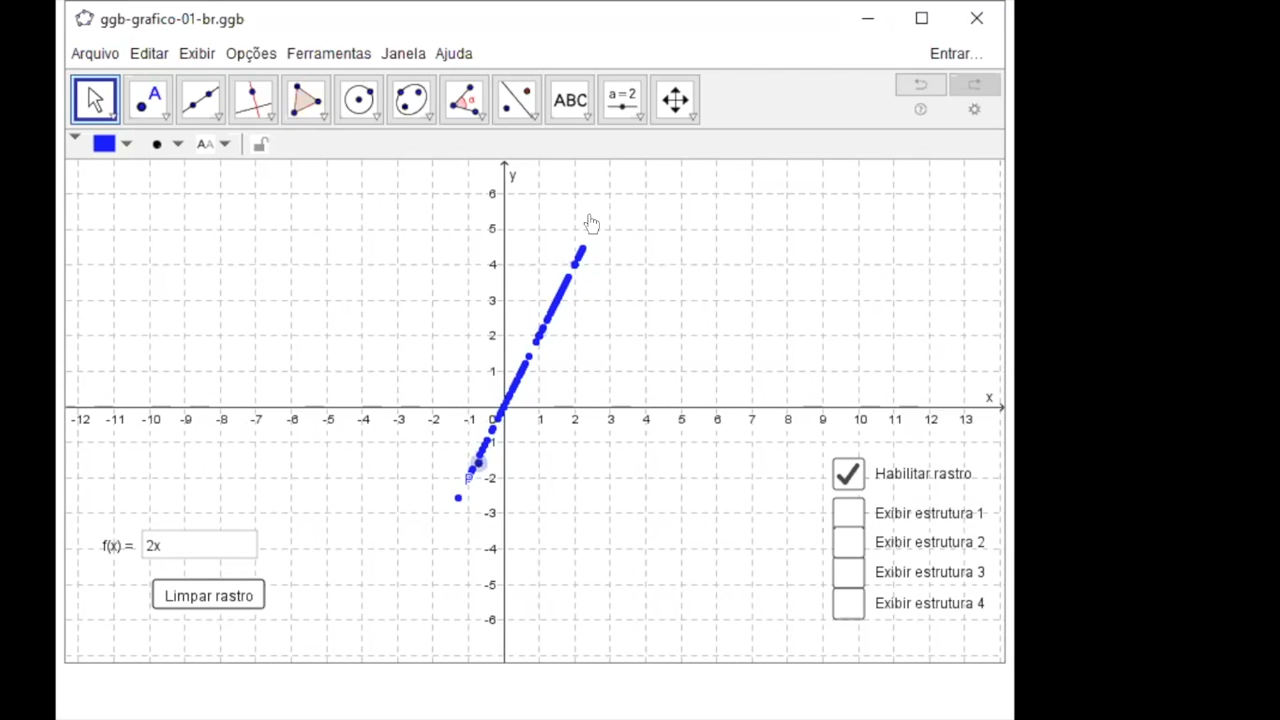 ggb-grafico-01-br.ggb
Arquivo Editar Exibir Opções Ferramentas Janela Ajuda Entrar...
A α ABC a=2
AA
y
6
5
4
3
2
1
x
-12 -11 -10 -9 -8 -7 -6 -5 -4 -3 -2 -1 0 1 2 3 4 5 6 7 8 9 10 11 12 13
-1
P -2
-3
-4
-5
-6
Habilitar rastro
Exibir estrutura 1
Exibir estrutura 2
Exibir estrutura 3
Exibir estrutura 4
f(x) = 2x
Limpar rastro